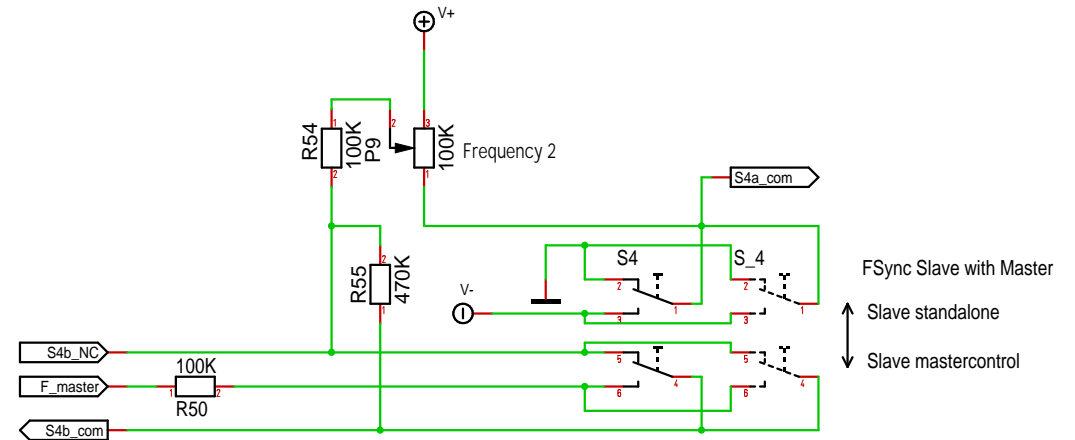 V+
R54
100K
P9
1
2
2
3
1
100K
Frequency 2
S4a_com
R55
470K
2
1
S4
S_4
2
3
1
2
3
1
V-
FSync Slave with Master
Slave standalone
Slave mastercontrol
S4b_NC
F_master
S4b_com
100K
R50
1
2
5
6
4
5
6
4